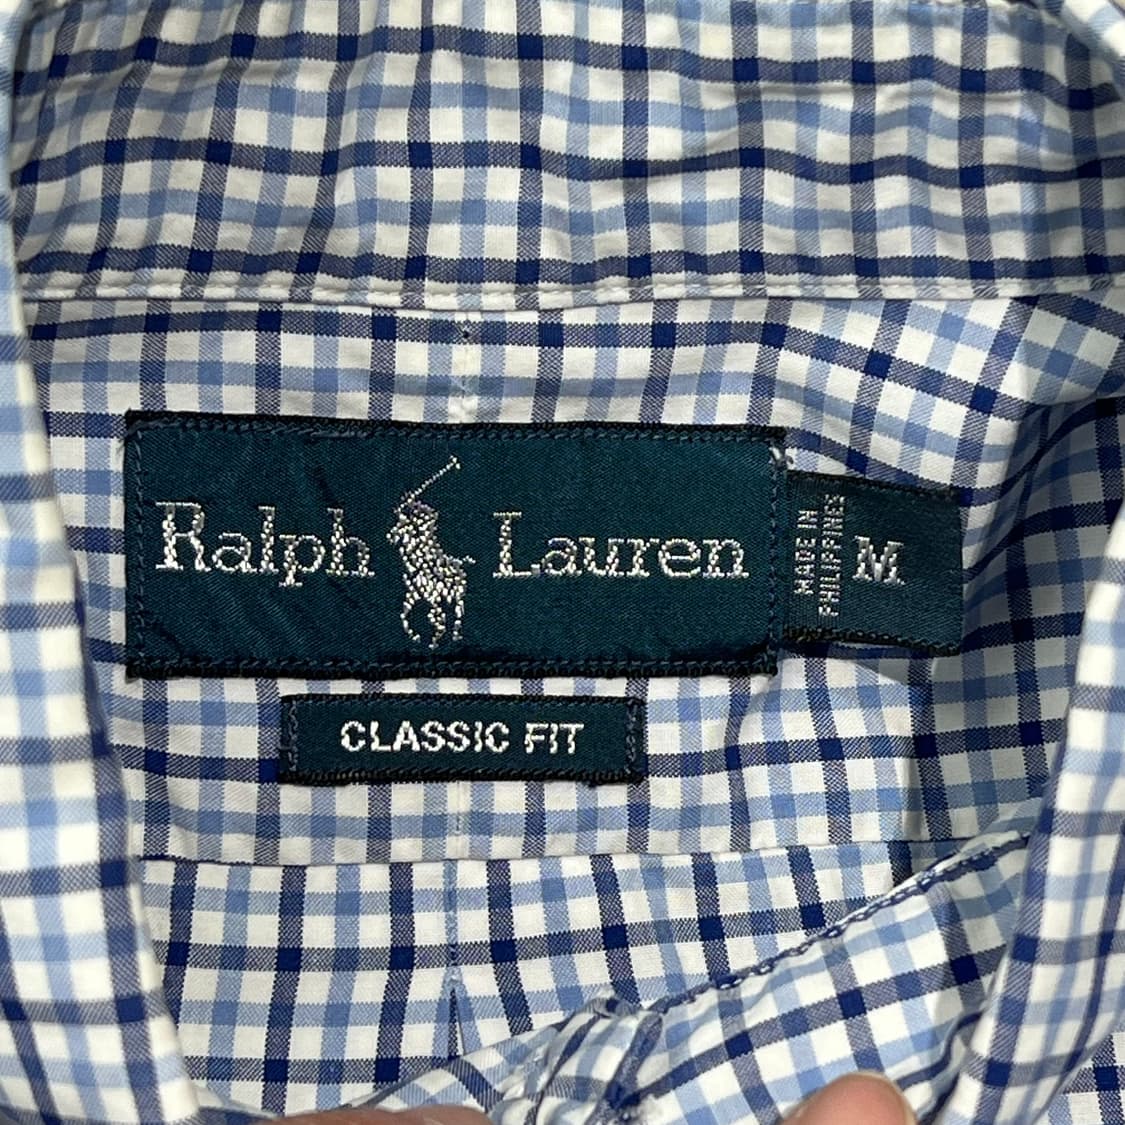 Ralph Lauren
MADE IN
PHILIPPINES
M
CLASSIC FIT